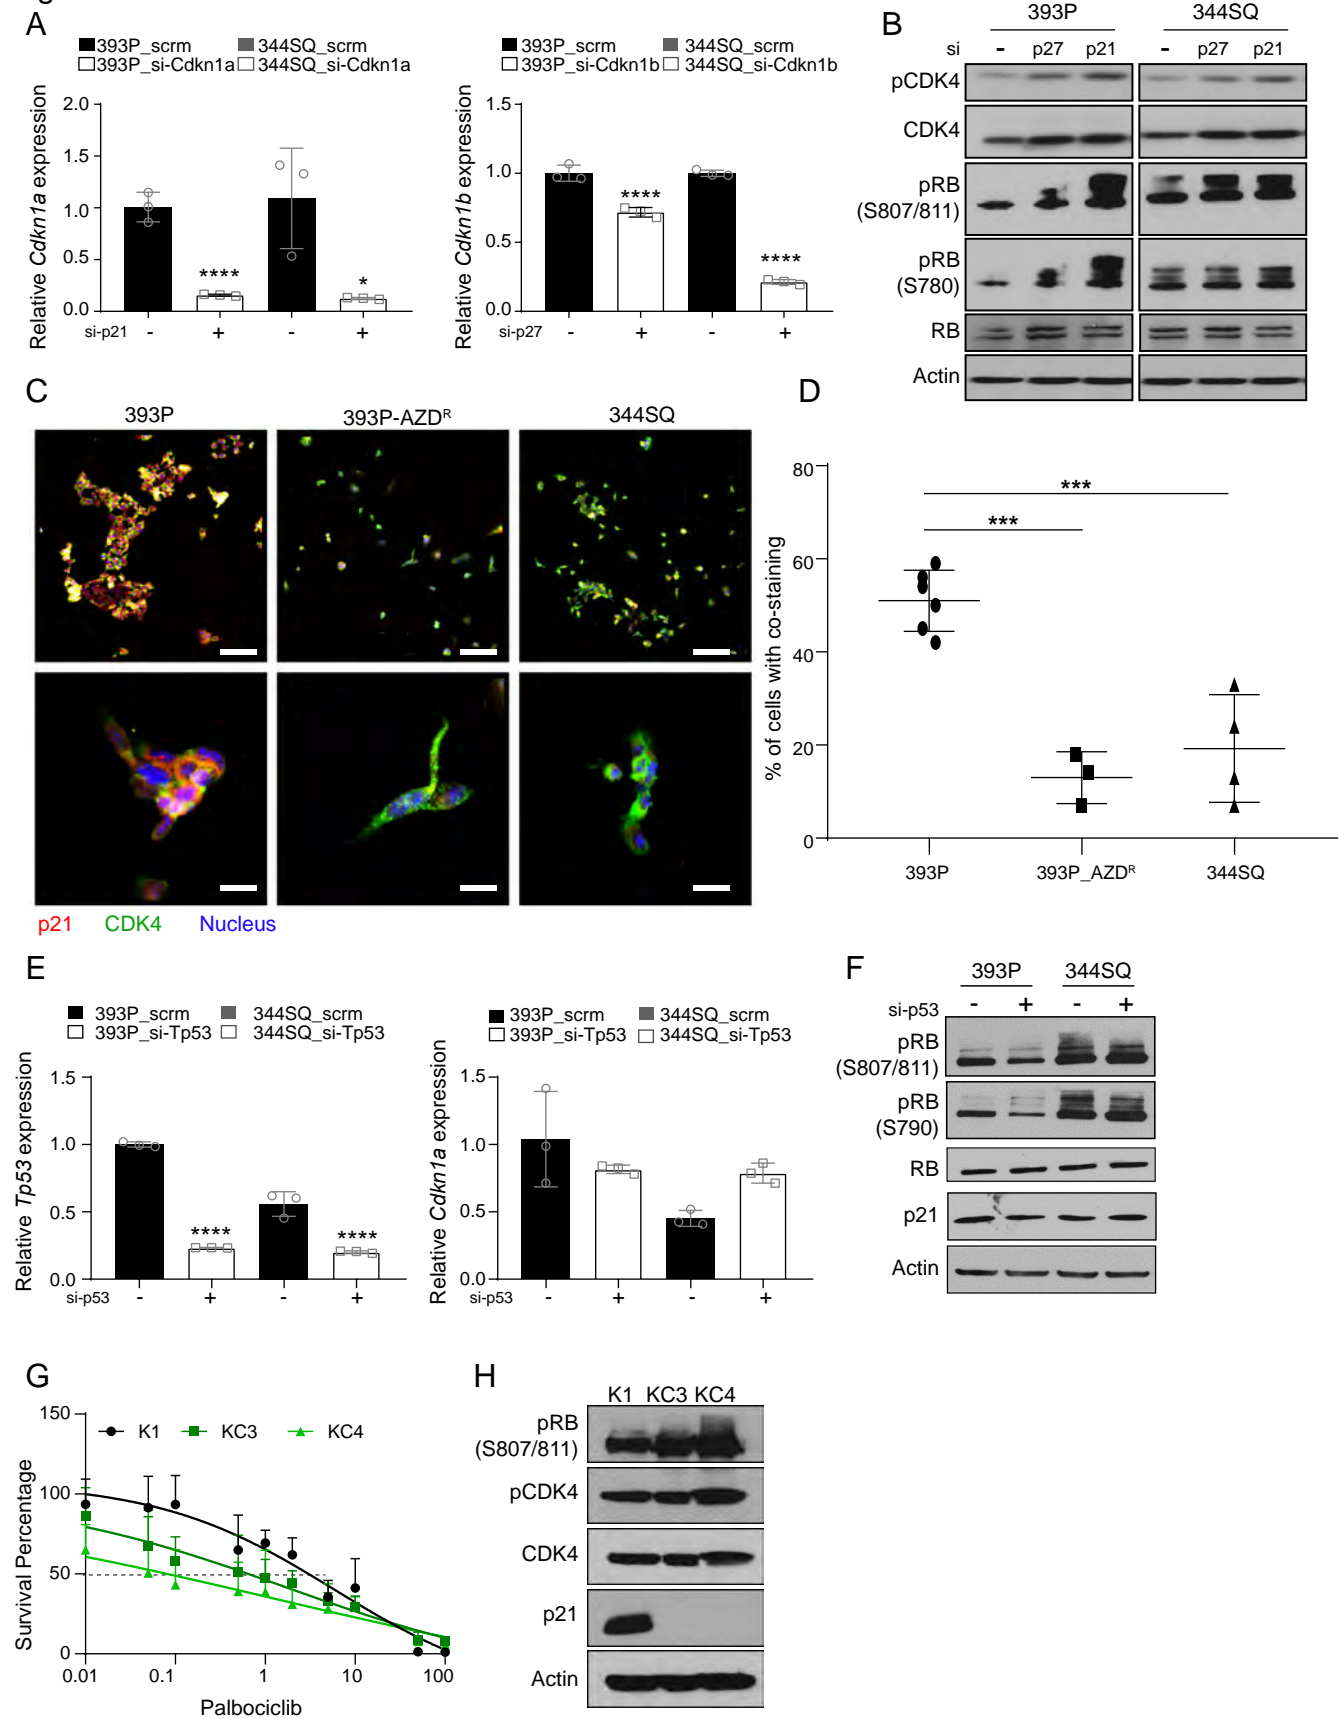 A
393P_scrm 344SQ_scrm
393P_si-Cdkn1a 344SQ_si-Cdkn1a
Relative Cdkn1a expression
2.0
1.5
1.0
0.5
0.0
****
*
si-p21 - + - +
393P_scrm 344SQ_scrm
393P_si-Cdkn1b 344SQ_si-Cdkn1b
Relative Cdkn1b expression
1.5
1.0
0.5
0.0
****
****
si-p27 - + - +
B
393P 344SQ
si - p27 p21 - p27 p21
pCDK4
CDK4
pRB
(S807/811)
pRB
(S780)
RB
Actin
C
393P 393P-AZDR 344SQ
p21 CDK4 Nucleus
D
% of cells with co-staining
80
60
40
20
0
***
***
393P 393P_AZDR 344SQ
E
393P_scrm 344SQ_scrm
393P_si-Tp53 344SQ_si-Tp53
Relative Tp53 expression
1.5
1.0
0.5
0.0
****
****
si-p53 - + - +
393P_scrm 344SQ_scrm
393P_si-Tp53 344SQ_si-Tp53
Relative Cdkn1a expression
1.5
1.0
0.5
0.0
si-p53 - + - +
F
393P 344SQ
si-p53 - + - +
pRB
(S807/811)
pRB
(S790)
RB
p21
Actin
G
K1 KC3 KC4
Survival Percentage
150
100
50
0
0.01 0.1 1 10 100
Palbociclib
H
K1 KC3 KC4
pRB
(S807/811)
pCDK4
CDK4
p21
Actin